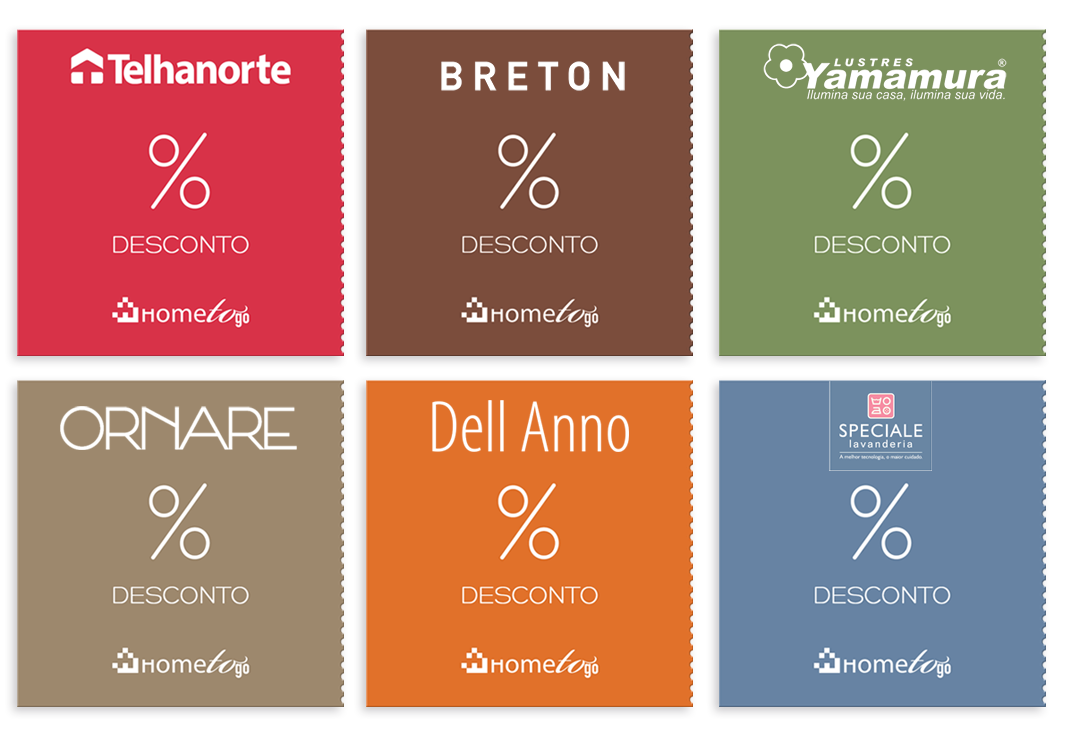 Telhanorte
%
DESCONTO
Hometogo
BRETON
%
DESCONTO
Hometogo
LUSTRES
Yamamura®
Ilumina sua casa, ilumina sua vida.
%
DESCONTO
Hometogo
ORNARE
%
DESCONTO
Hometogo
Dell Anno
%
DESCONTO
Hometogo
SPECIALE
lavanderia
A melhor tecnologia, o maior cuidado.
%
DESCONTO
Hometogo